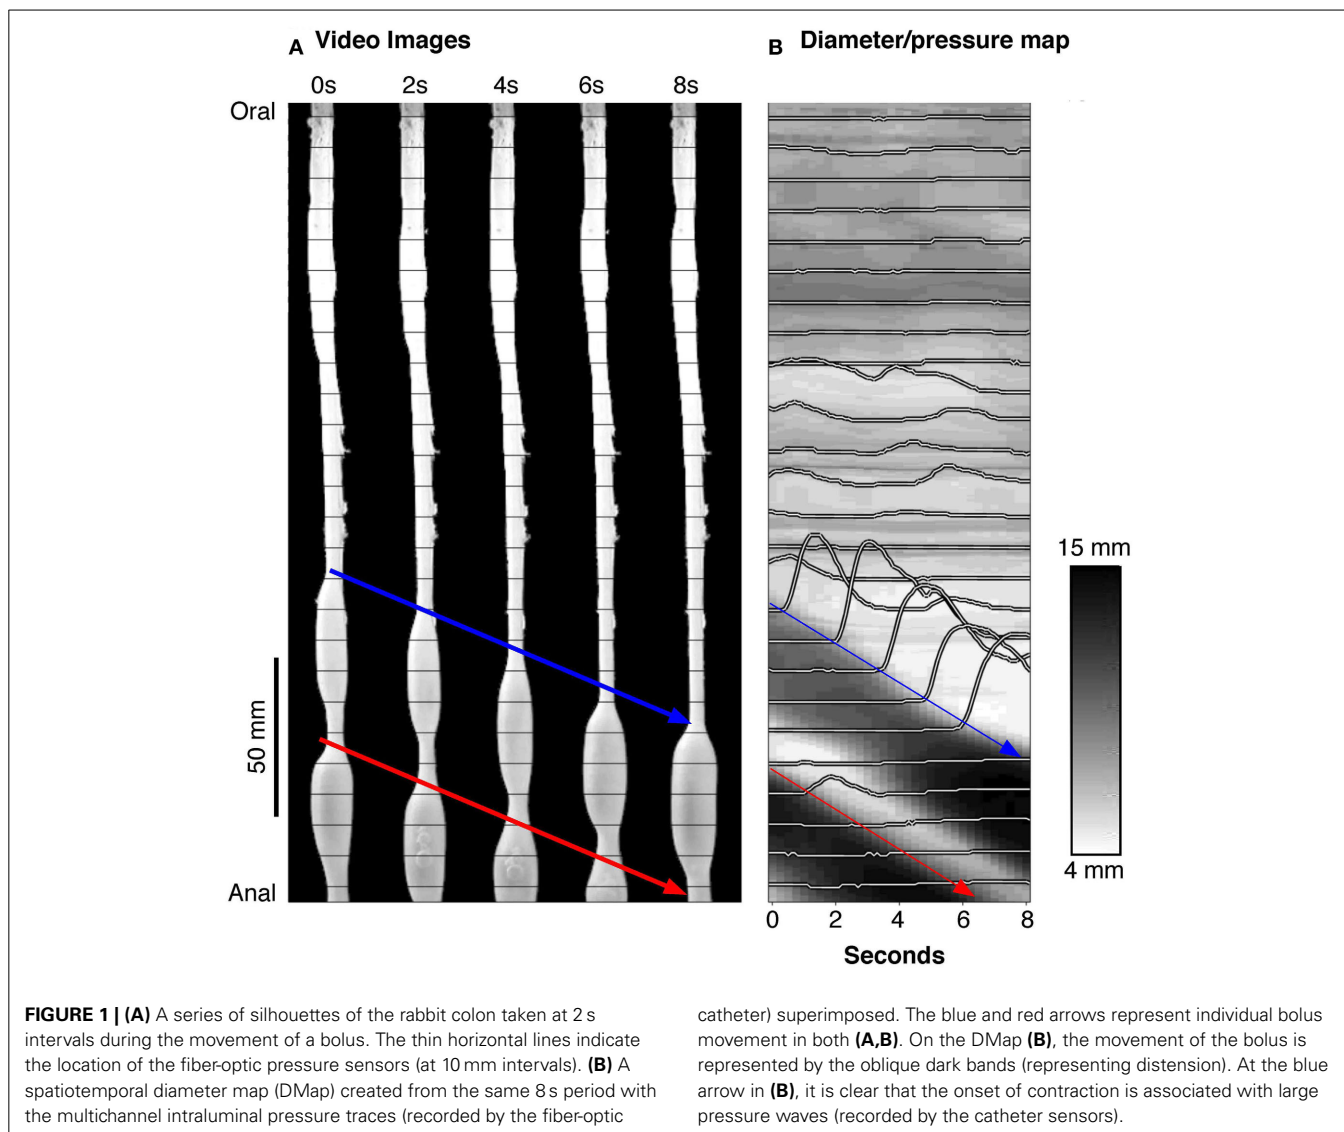 A Video Images
0s 2s 4s 6s 8s
Oral
50 mm
Anal
B Diameter/pressure map
15 mm
4 mm
0 2 4 6 8
Seconds
FIGURE 1 | (A) A series of silhouettes of the rabbit colon taken at 2 s
intervals during the movement of a bolus. The thin horizontal lines indicate
the location of the fiber-optic pressure sensors (at 10 mm intervals). (B) A
spatiotemporal diameter map (DMap) created from the same 8 s period with
the multichannel intraluminal pressure traces (recorded by the fiber-optic
catheter) superimposed. The blue and red arrows represent individual bolus
movement in both (A,B). On the DMap (B), the movement of the bolus is
represented by the oblique dark bands (representing distension). At the blue
arrow in (B), it is clear that the onset of contraction is associated with large
pressure waves (recorded by the catheter sensors).